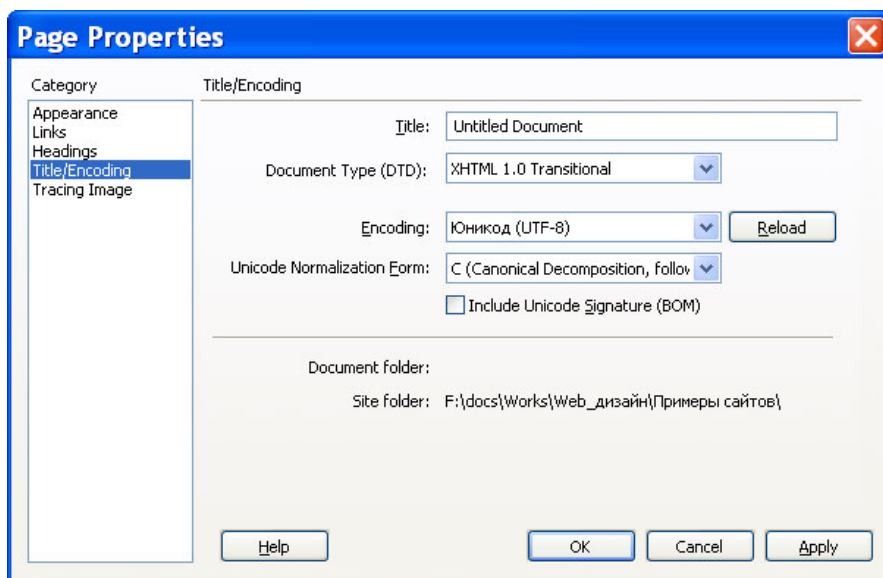 Page Properties
Category
Title/Encoding
Appearance
Links
Headings
Title/Encoding
Tracing Image
Title: Untitled Document
Document Type (DTD): XHTML 1.0 Transitional
Encoding: Юникод (UTF-8) Reload
Unicode Normalization Form: C (Canonical Decomposition, follov
Include Unicode Signature (BOM)
Document folder:
Site folder: F:\docs\Works\Web_дизайн\Примеры сайтов\
Help OK Cancel Apply